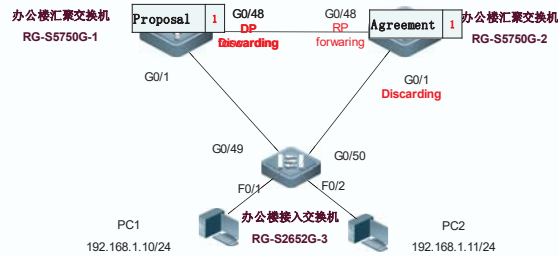 办公楼汇聚交换机
RG-S5750G-1
Proposal 1
G0/48
DP
Discarding
G0/48
RP
forwaring
Agreement 1
办公楼汇聚交换机
RG-S5750G-2
G0/1
G0/1
Discarding
G0/49
G0/50
F0/1
F0/2
办公楼接入交换机
RG-S2652G-3
PC1
192.168.1.10/24
PC2
192.168.1.11/24